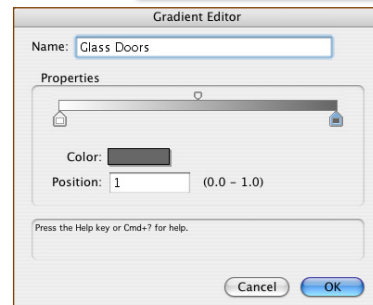 Gradient Editor
Name: Glass Doors
Properties
Color:
Position: 1 (0.0 – 1.0)
Press the Help key or Cmd+? for help.
Cancel OK